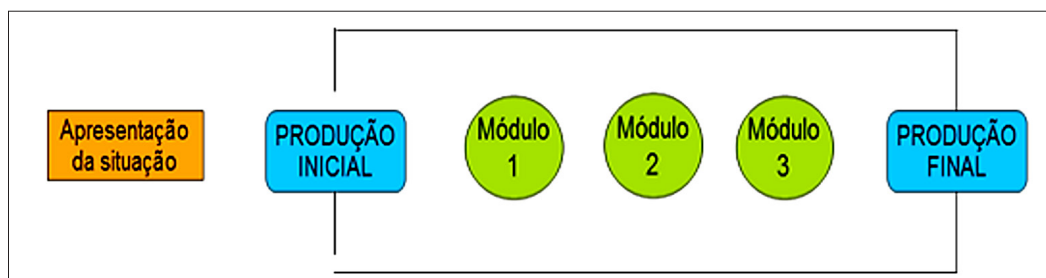 Apresentação
da situação
PRODUÇÃO
INICIAL
Módulo
1
Módulo
2
Módulo
3
PRODUÇÃO
FINAL